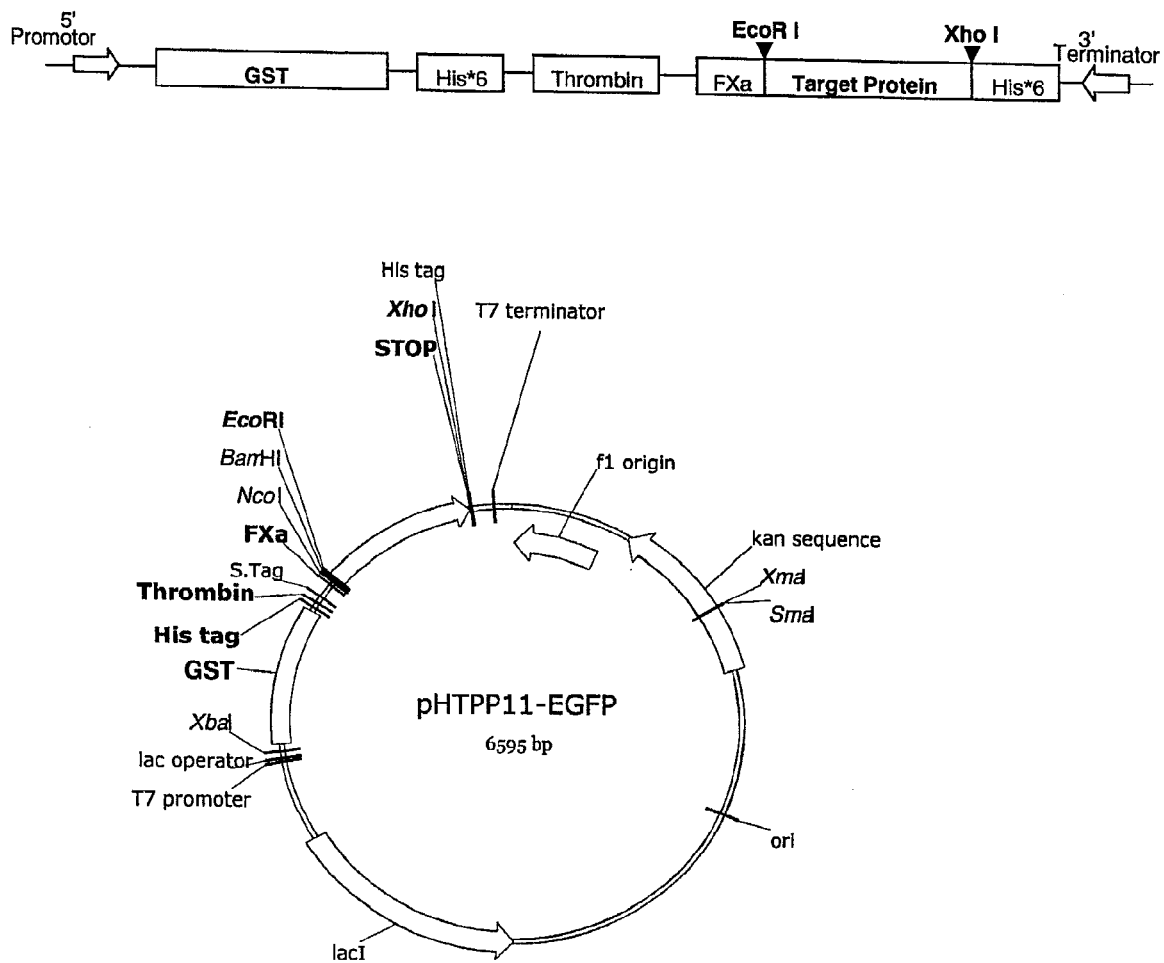 5'
Promotor
GST
His*6
Thrombin
FXa
EcoR I
Target Protein
Xho I
His*6
3'
Terminator
His tag
Xho I
STOP
T7 terminator
EcoRI
BamHI
NcoI
FXa
S.Tag
Thrombin
His tag
GST
XbaI
lac operator
T7 promoter
lacI
f1 origin
kan sequence
XmaI
SmaI
ori
pHTPP11-EGFP
6595 bp